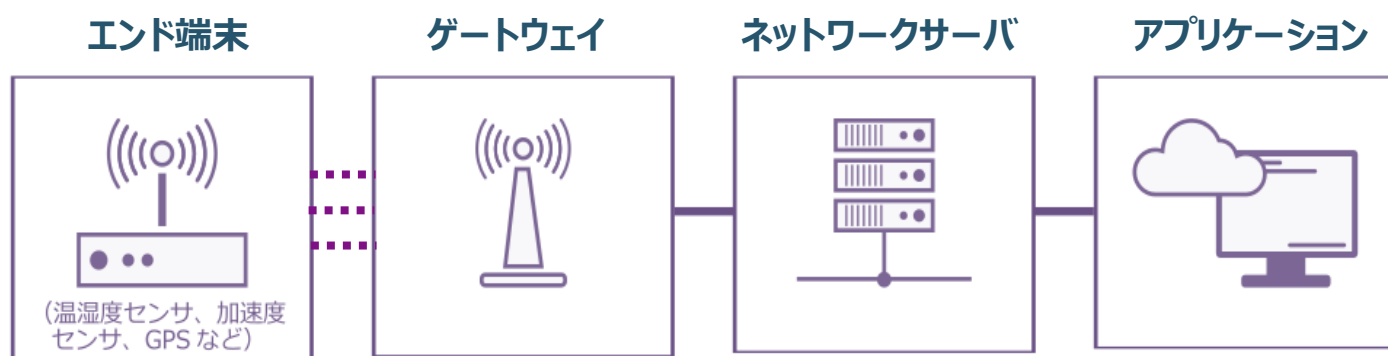 エンド端末
ゲートウェイ
ネットワークサーバ
アプリケーション
(温湿度センサ、加速度
センサ、GPS など)